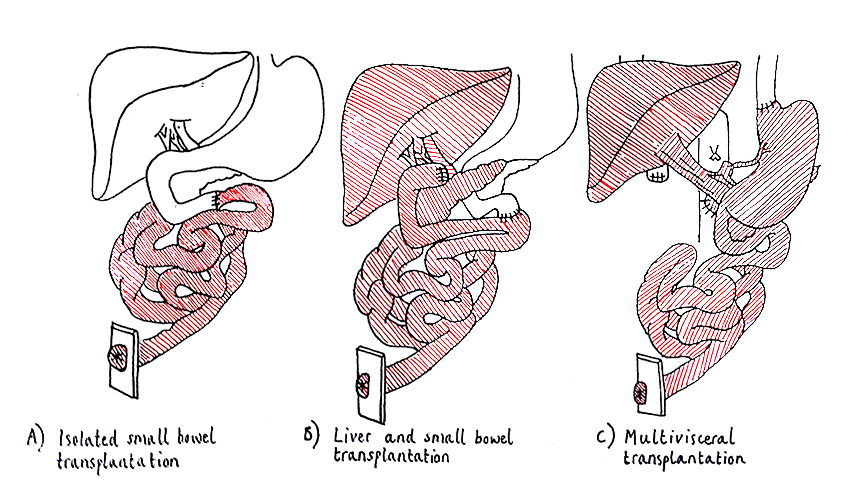 A) Isolated small bowel
transplantation
B) Liver and small bowel
transplantation
C) Multivisceral
transplantation